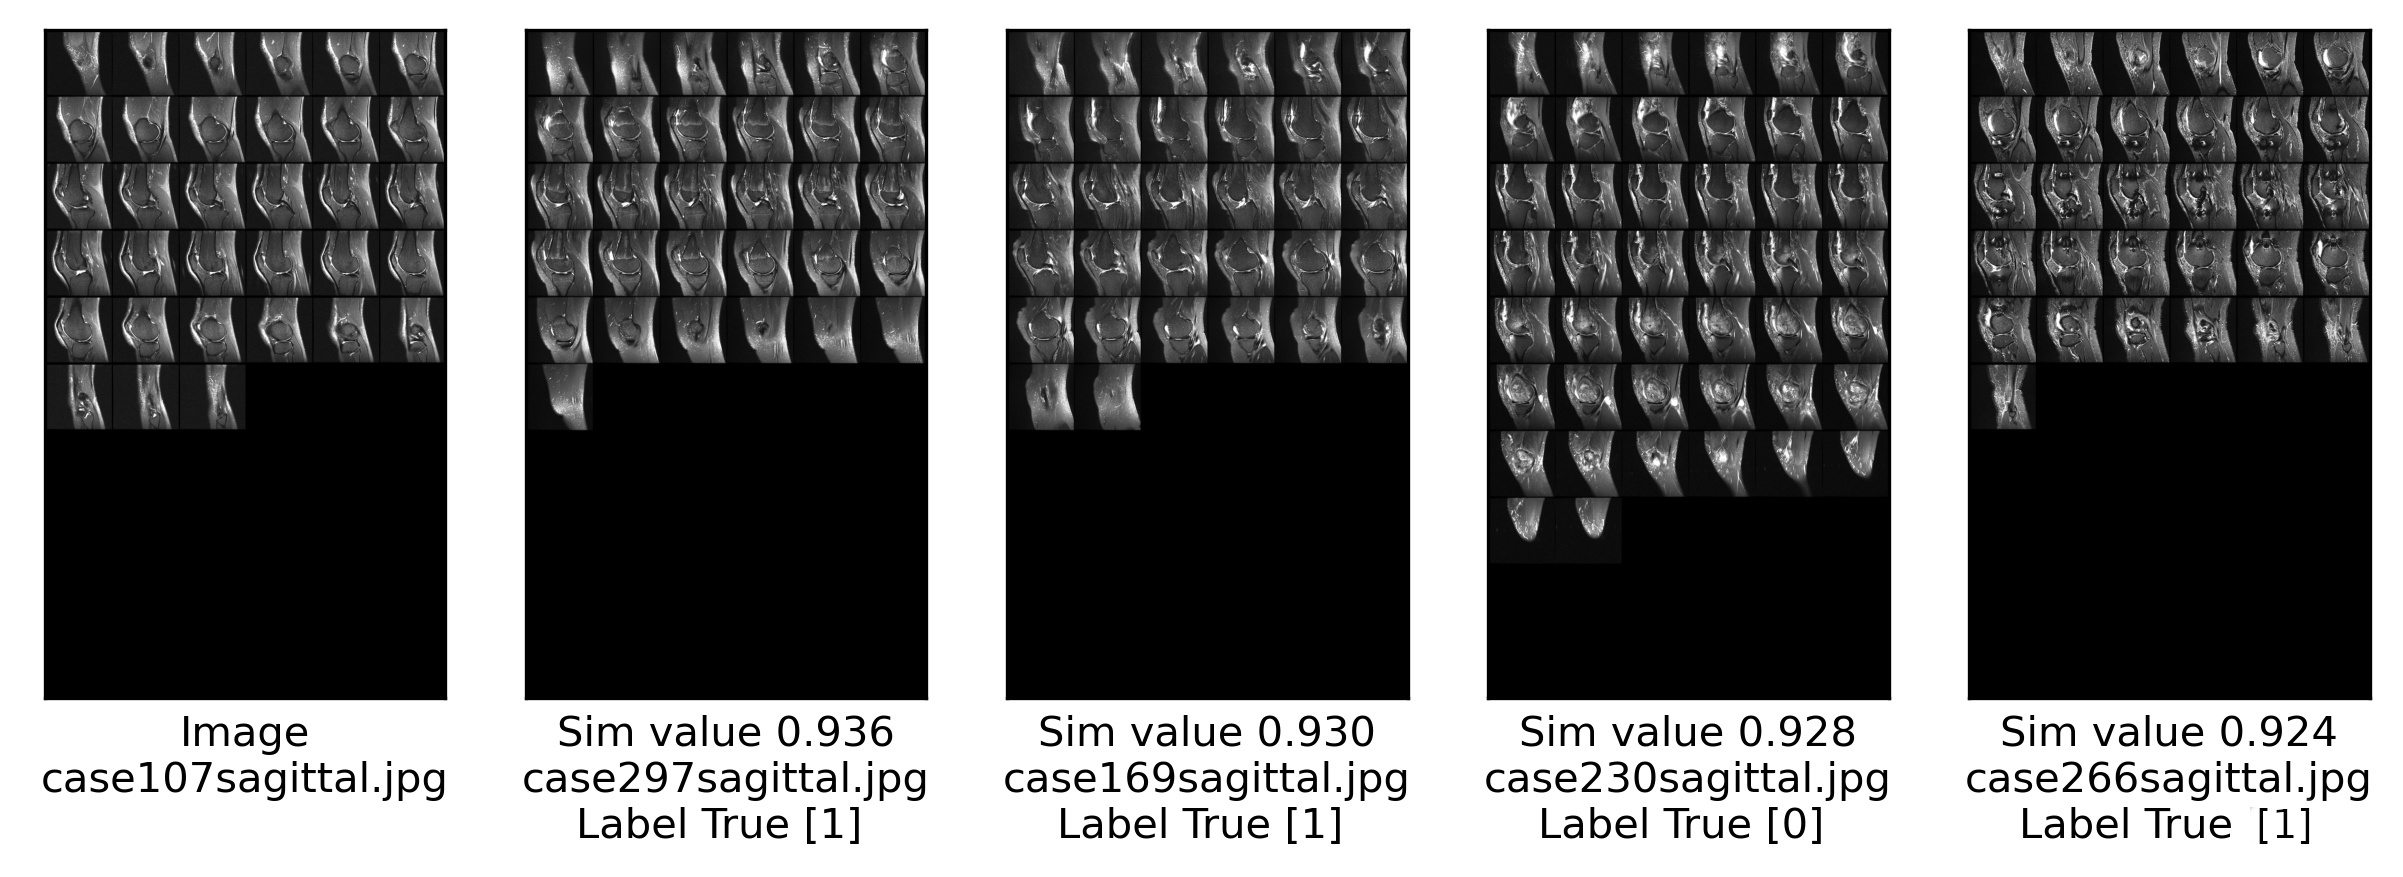 Image
case107sagittal.jpg
Sim value 0.936
case297sagittal.jpg
Label True [1]
Sim value 0.930
case169sagittal.jpg
Label True [1]
Sim value 0.928
case230sagittal.jpg
Label True [0]
Sim value 0.924
case266sagittal.jpg
Label True [1]